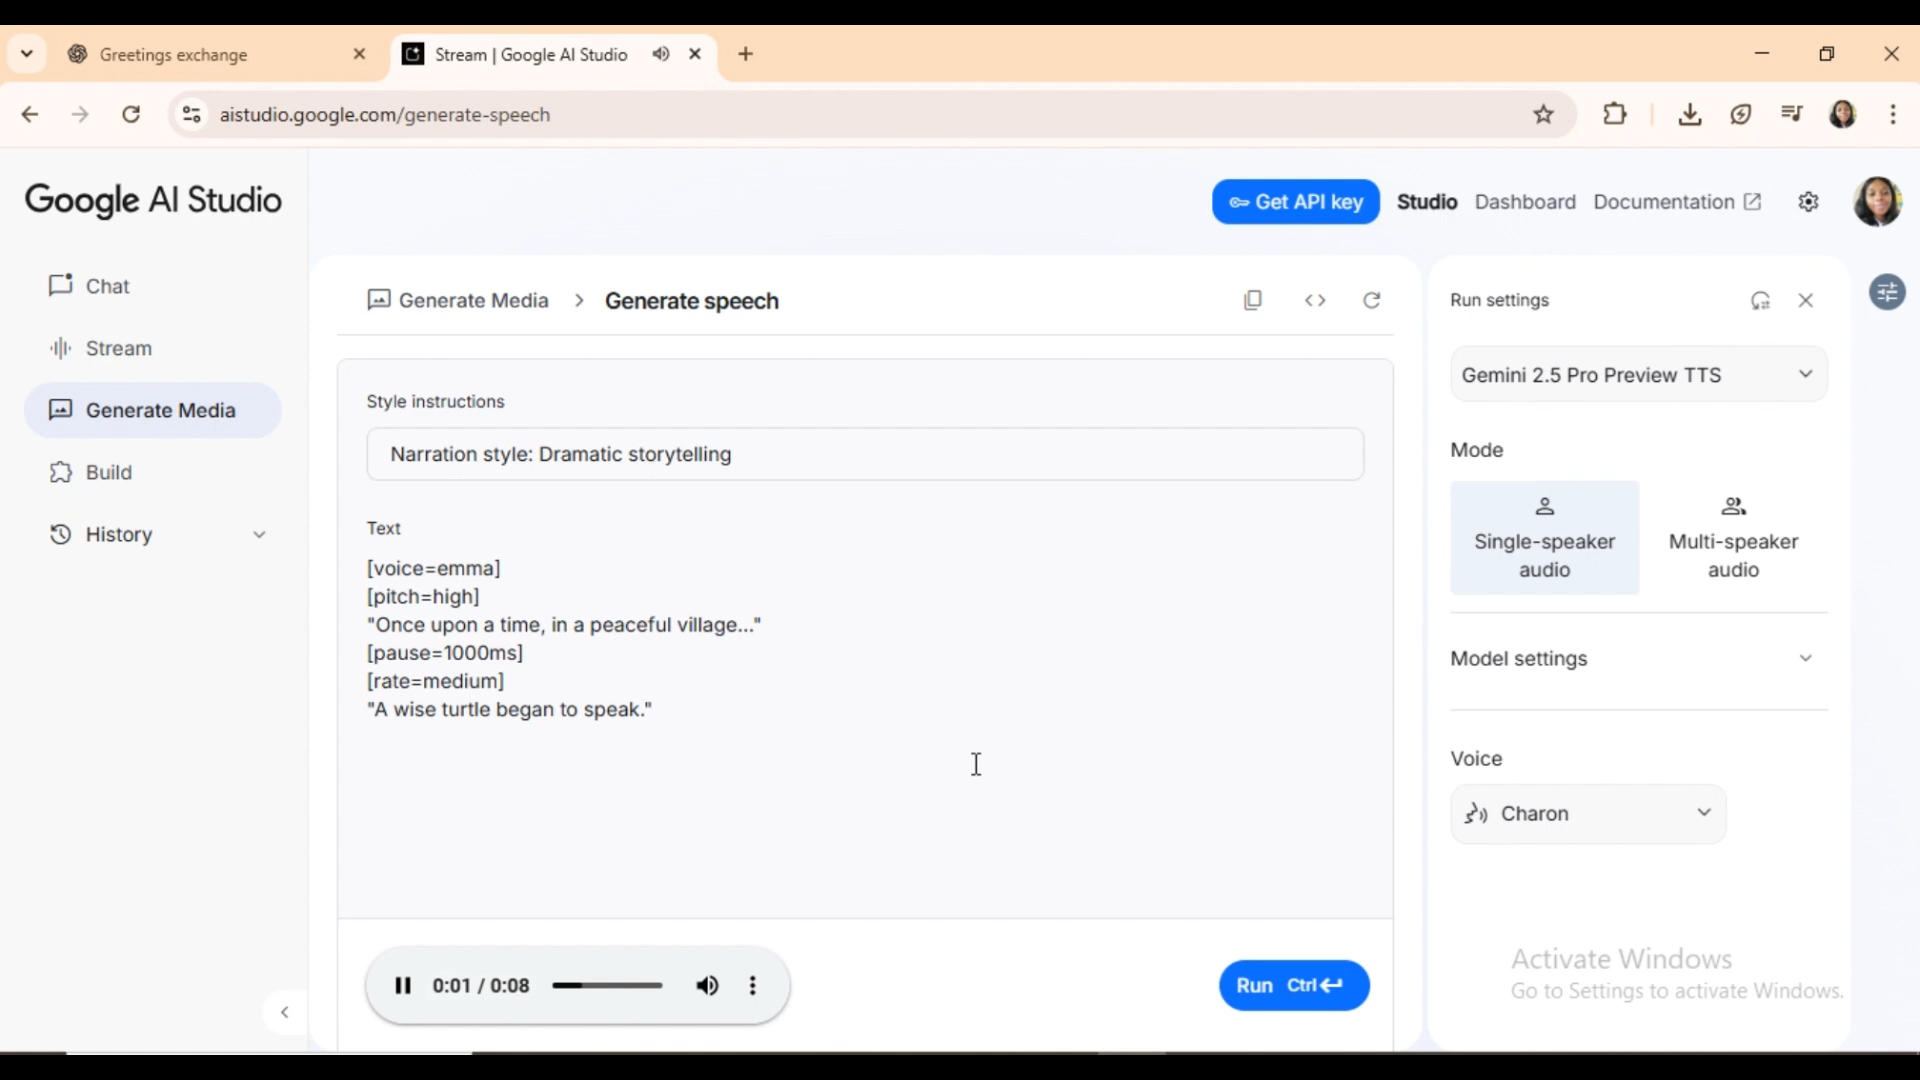 Greetings exchange
Stream | Google AI Studio
aistudio.google.com/generate-speech
Google AI Studio
Get API key
Studio
Dashboard
Documentation
Chat
Stream
Generate Media
Build
History
Generate Media > Generate speech
Style instructions
Narration style: Dramatic storytelling
Text
[voice=emma]
[pitch=high]
"Once upon a time, in a peaceful village..."
[pause=1000ms]
[rate=medium]
"A wise turtle began to speak."
0:01 / 0:08
Run Ctrl
Run settings
Gemini 2.5 Pro Preview TTS
Mode
Single-speaker
audio
Multi-speaker
audio
Model settings
Voice
Charon
Activate Windows
Go to Settings to activate Windows.